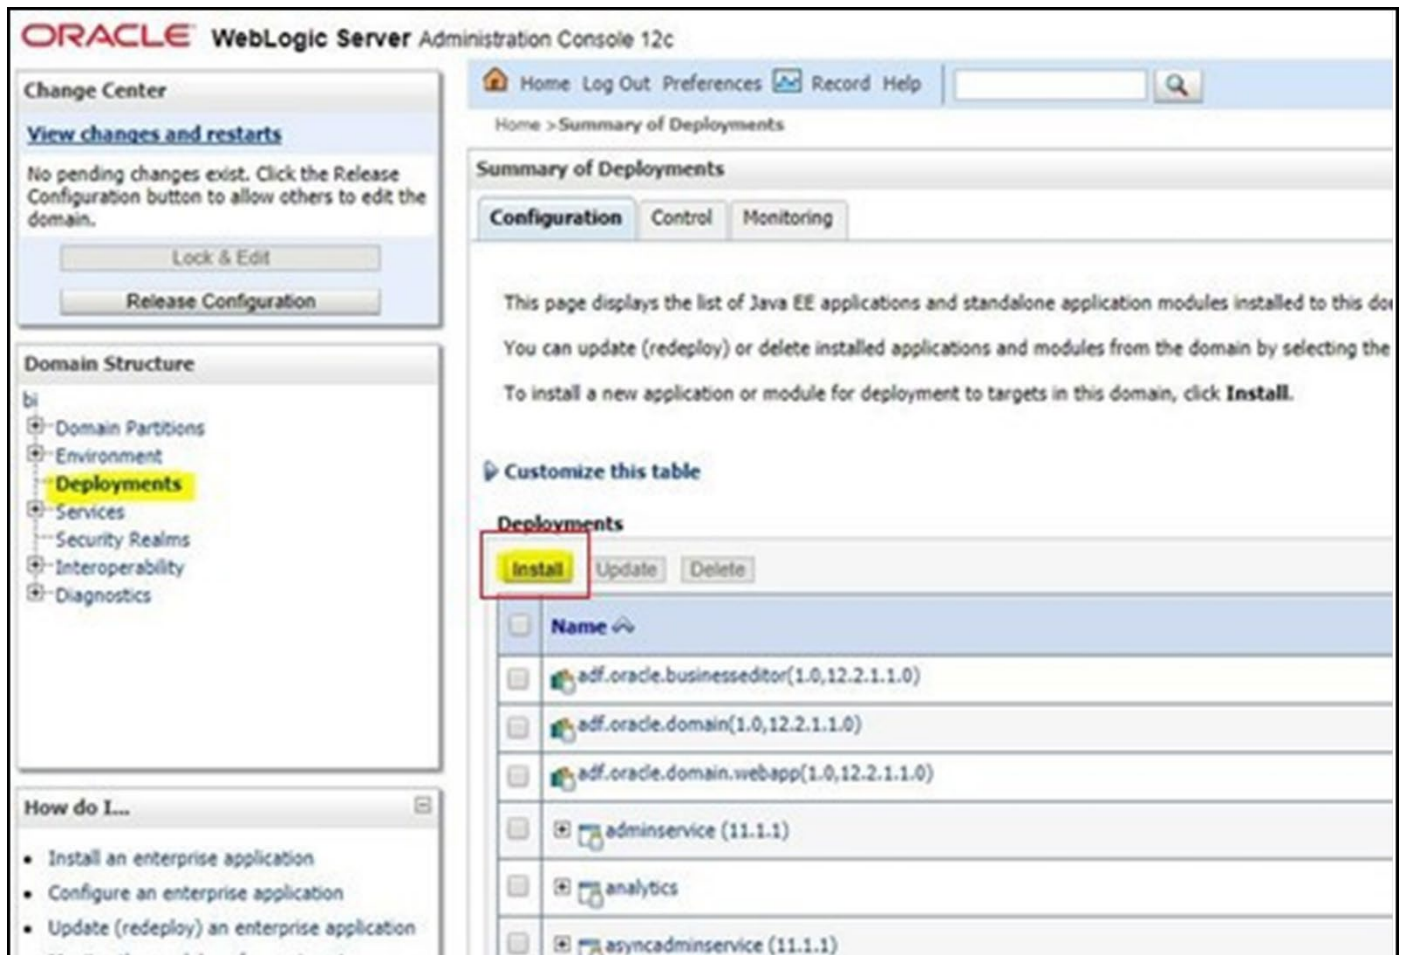 ORACLE WebLogic Server Administration Console 12c
Change Center
View changes and restarts
No pending changes exist. Click the Release
Configuration button to allow others to edit the
domain.
Lock & Edit
Release Configuration
Domain Structure
bi
Domain Partitions
Environment
Deployments
Services
Security Realms
Interoperability
Diagnostics
How do I...
Install an enterprise application
Configure an enterprise application
Update (redeploy) an enterprise application
Home Log Out Preferences Record Help
Home >Summary of Deployments
Summary of Deployments
Configuration Control Monitoring
This page displays the list of Java EE applications and standalone application modules installed to this
You can update (redeploy) or delete installed applications and modules from the domain by selecting the
To install a new application or module for deployment to targets in this domain, click Install.
Customize this table
Deployments
Install Update Delete
Name
adf.oracle.businesseditor(1.0,12.2.1.1.0)
adf.oracle.domain(1.0,12.2.1.1.0)
adf.oracle.domain.webapp(1.0,12.2.1.1.0)
adminservice (11.1.1)
analytics
asyncadminservice (11.1.1)